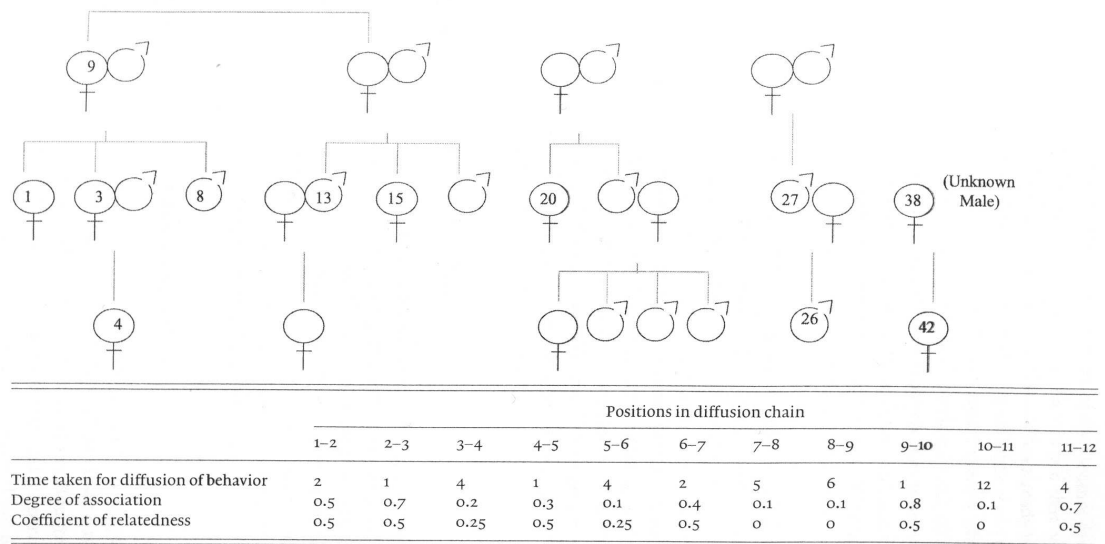 9
1 3 8 13 15 20 27 38 (Unknown
Male)
4 26 42
Positions in diffusion chain
1–2 2–3 3–4 4–5 5–6 6–7 7–8 8–9 9–10 10–11 11–12
Time taken for diffusion of behavior 2 1 4 1 4 2 5 6 1 12 4
Degree of association 0.5 0.7 0.2 0.3 0.1 0.4 0.1 0.1 0.8 0.1 0.7
Coefficient of relatedness 0.5 0.5 0.25 0.5 0.25 0.5 0 0 0.5 0 0.5